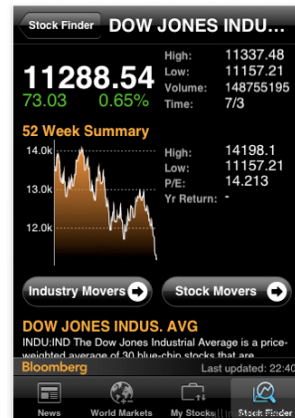 Stock Finder DOW JONES INDU...
11288.54
73.03 0.65%
High: 11337.48
Low: 11157.21
Volume: 148755195
Time: 7/3
52 Week Summary
14.0k
13.0k
12.0k
High: 14198.1
Low: 11157.21
P/E: 14.213
Yr Return: -
Industry Movers Stock Movers
DOW JONES INDUS. AVG
INDU:IND The Dow Jones Industrial Average is a price-
weighted average of 30 blue-chip stocks that are
Bloomberg Last updated: 22:40
News World Markets My Stocks Stock Finder